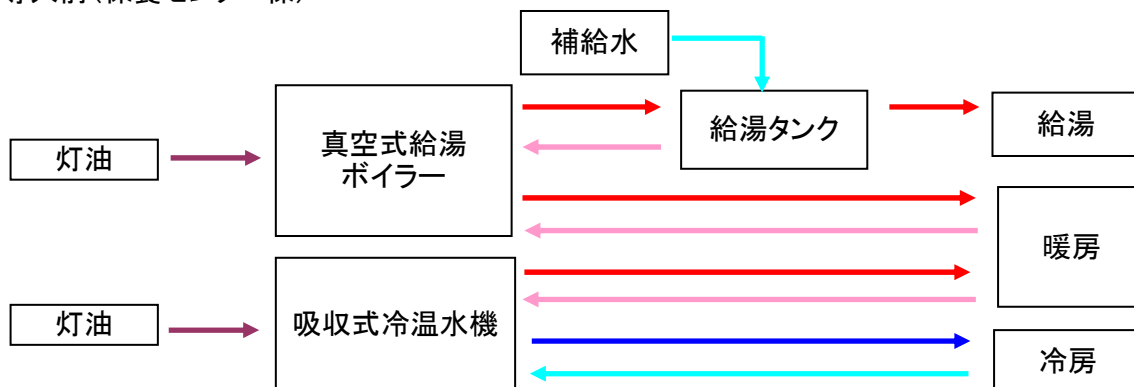 補給水
真空式給湯
ボイラー
給湯タンク
給湯
灯油
暖房
灯油
吸収式冷温水機
冷房